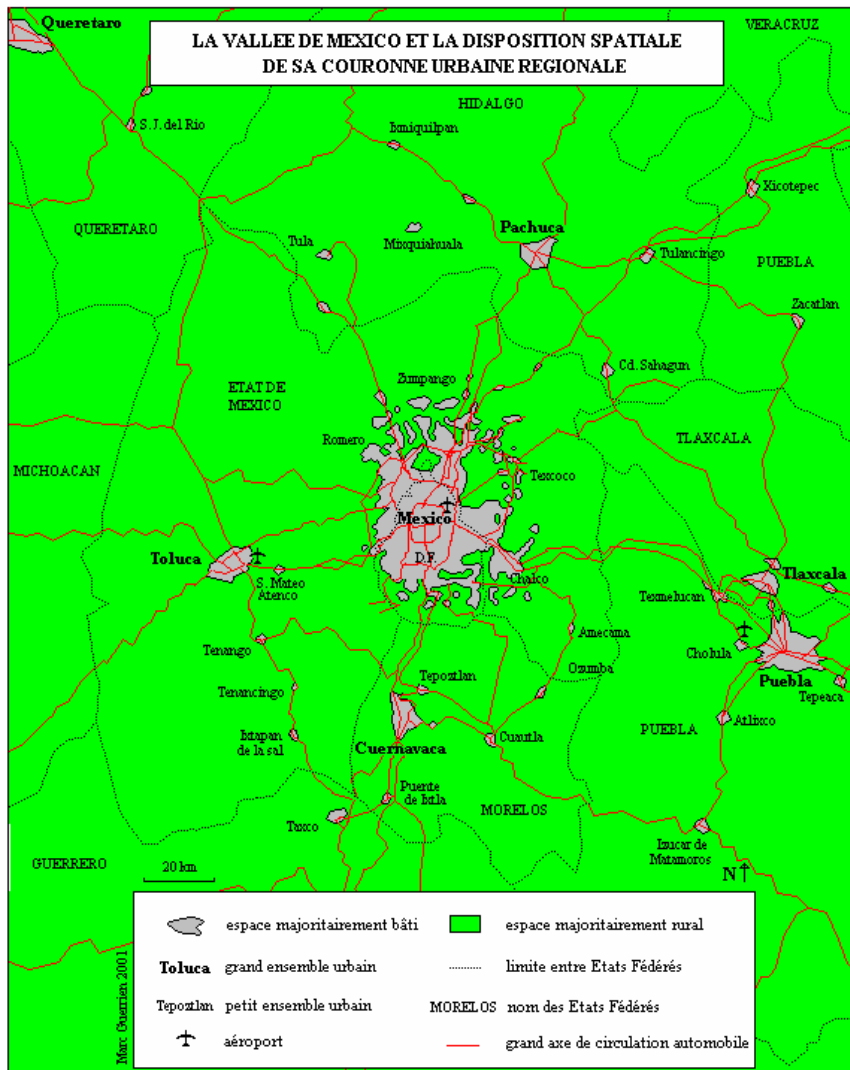 Queretaro
LA VALLEE DE MEXICO ET LA DISPOSITION SPATIALE
DE SA COURONNE URBAINE REGIONALE
VERACRUZ
HIDALGO
S.J. del Rio
Ixmiquilpan
Xicotepec
QUERETARO
Tula
Mixquiahuala
Pachuca
Tulancingo
PUEBLA
Zacatlan
Cd. Sahagun
ETAT DE
MEXICO
Zumpango
Romero
TLAXCALA
MICHOACAN
Texcoco
Mexico
Toluca
D.F.
S. Mateo
Atenco
Chalco
Tlaxcala
Texmelucan
Amecama
Tenango
Cholula
Ozumba
Puebla
Tepoztlan
Tepeaca
Tenancingo
Atlixco
Ixtapan
de la sal
Cuautla
PUEBLA
Cuernavaca
Puente
de Ixtla
MORELOS
Taxco
Izucar de
Matamoros
GUERRERO
20 km
N
espace majoritairement bâti
espace majoritairement rural
Toluca
grand ensemble urbain
limite entre Etats Fédérés
Tepoztlan
petit ensemble urbain
MORELOS
nom des Etats Fédérés
aéroport
grand axe de circulation automobile
Marc Guerrien 2001